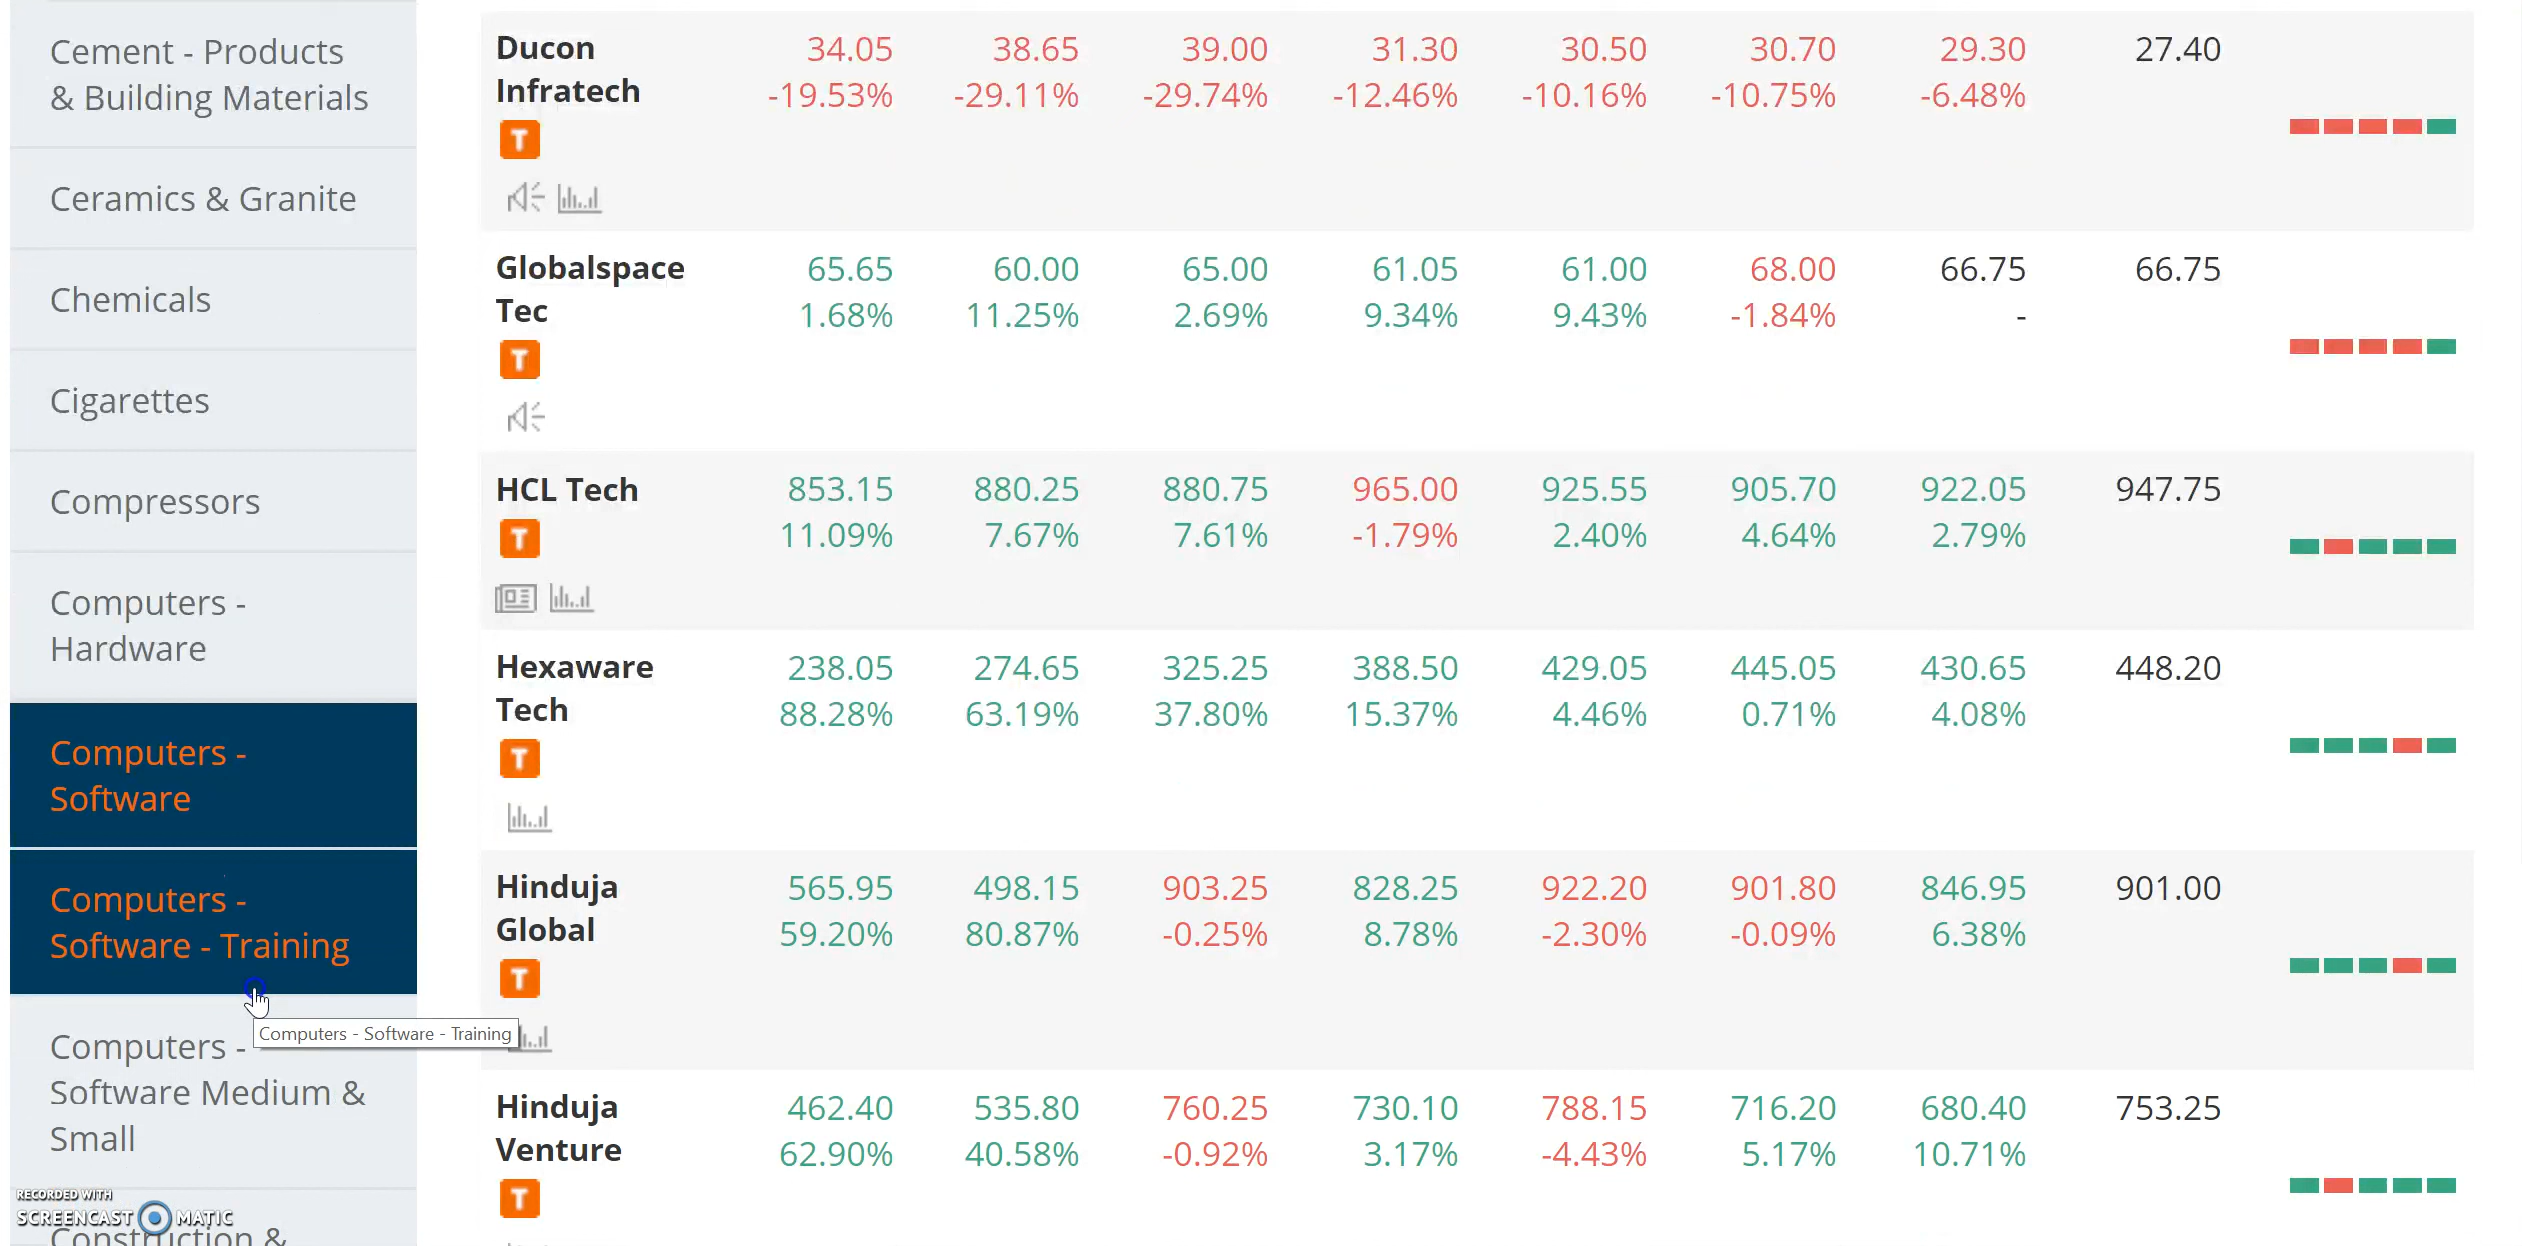 Cement - Products
& Building Materials
Ceramics & Granite
Chemicals
Cigarettes
Compressors
Computers -
Hardware
Computers -
Software
Computers -
Software - Training
Computers -
Software Medium &
Small
Construction &
Computers - Software - Training
RECORDED WITH
SCREENCAST MATIC
Ducon 34.05 38.65 39.00 31.30 30.50 30.70 29.30 27.40
Infratech -19.53% -29.11% -29.74% -12.46% -10.16% -10.75% -6.48%
T
Globalspace 65.65 60.00 65.00 61.05 61.00 68.00 66.75 66.75
Tec 1.68% 11.25% 2.69% 9.34% 9.43% -1.84% -
T
HCL Tech 853.15 880.25 880.75 965.00 925.55 905.70 922.05 947.75
T 11.09% 7.67% 7.61% -1.79% 2.40% 4.64% 2.79%
Hexaware 238.05 274.65 325.25 388.50 429.05 445.05 430.65 448.20
Tech 88.28% 63.19% 37.80% 15.37% 4.46% 0.71% 4.08%
T
Hinduja 565.95 498.15 903.25 828.25 922.20 901.80 846.95 901.00
Global 59.20% 80.87% -0.25% 8.78% -2.30% -0.09% 6.38%
T
Hinduja 462.40 535.80 760.25 730.10 788.15 716.20 680.40 753.25
Venture 62.90% 40.58% -0.92% 3.17% -4.43% 5.17% 10.71%
T